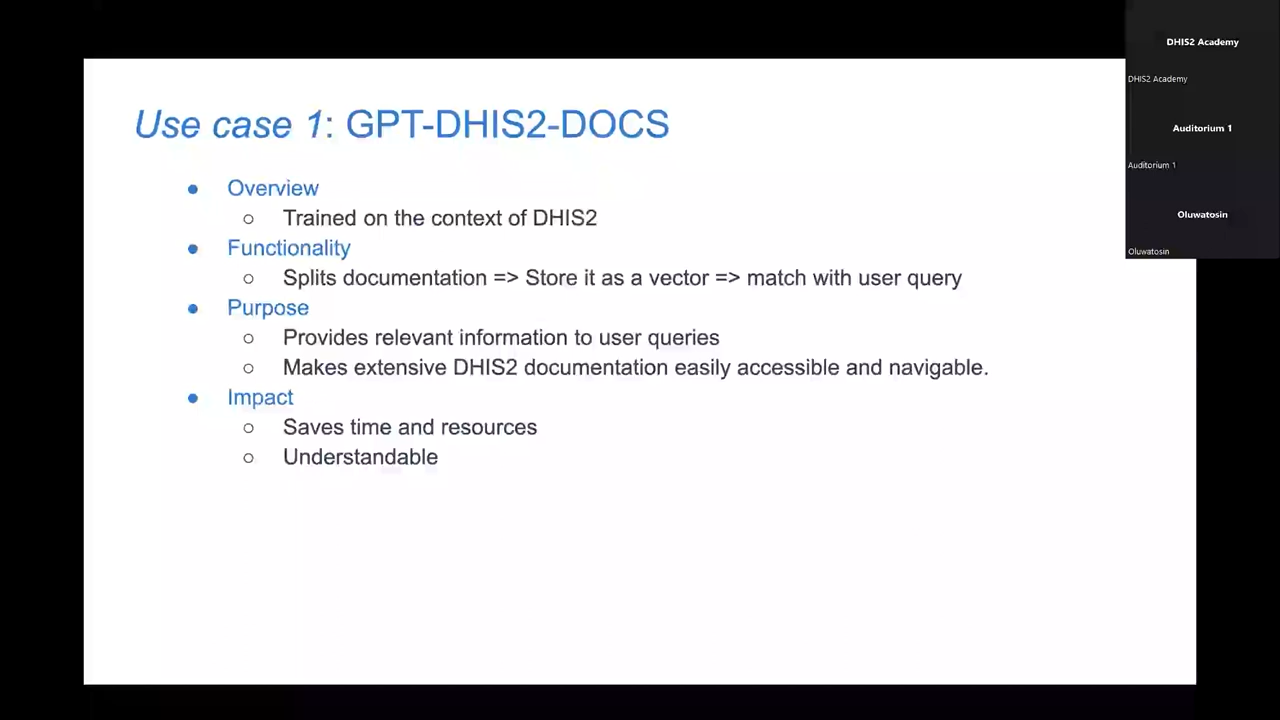 Use case 1: GPT-DHIS2-DOCS
● Overview
○ Trained on the context of DHIS2
● Functionality
○ Splits documentation => Store it as a vector => match with user query
● Purpose
○ Provides relevant information to user queries
○ Makes extensive DHIS2 documentation easily accessible and navigable.
● Impact
○ Saves time and resources
○ Understandable
DHIS2 Academy
DHIS2 Academy
Auditorium 1
Auditorium 1
Oluwatosin
Oluwatosin